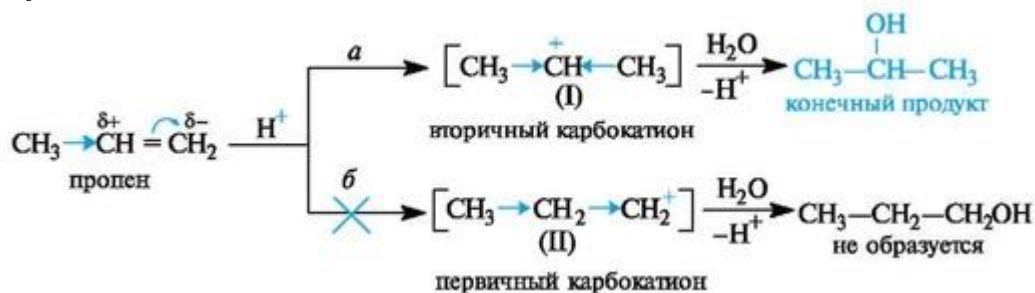 а
[CH₃→CH⁺←CH₃]
(I)
вторичный карбокатион
H₂O
–H⁺
OH
CH₃–CH–CH₃
конечный продукт
δ+ δ–
CH₃→CH=CH₂
пропен
H⁺
б
[CH₃→CH₂→CH₂⁺]
(II)
первичный карбокатион
H₂O
–H⁺
CH₃–CH₂–CH₂OH
не образуется